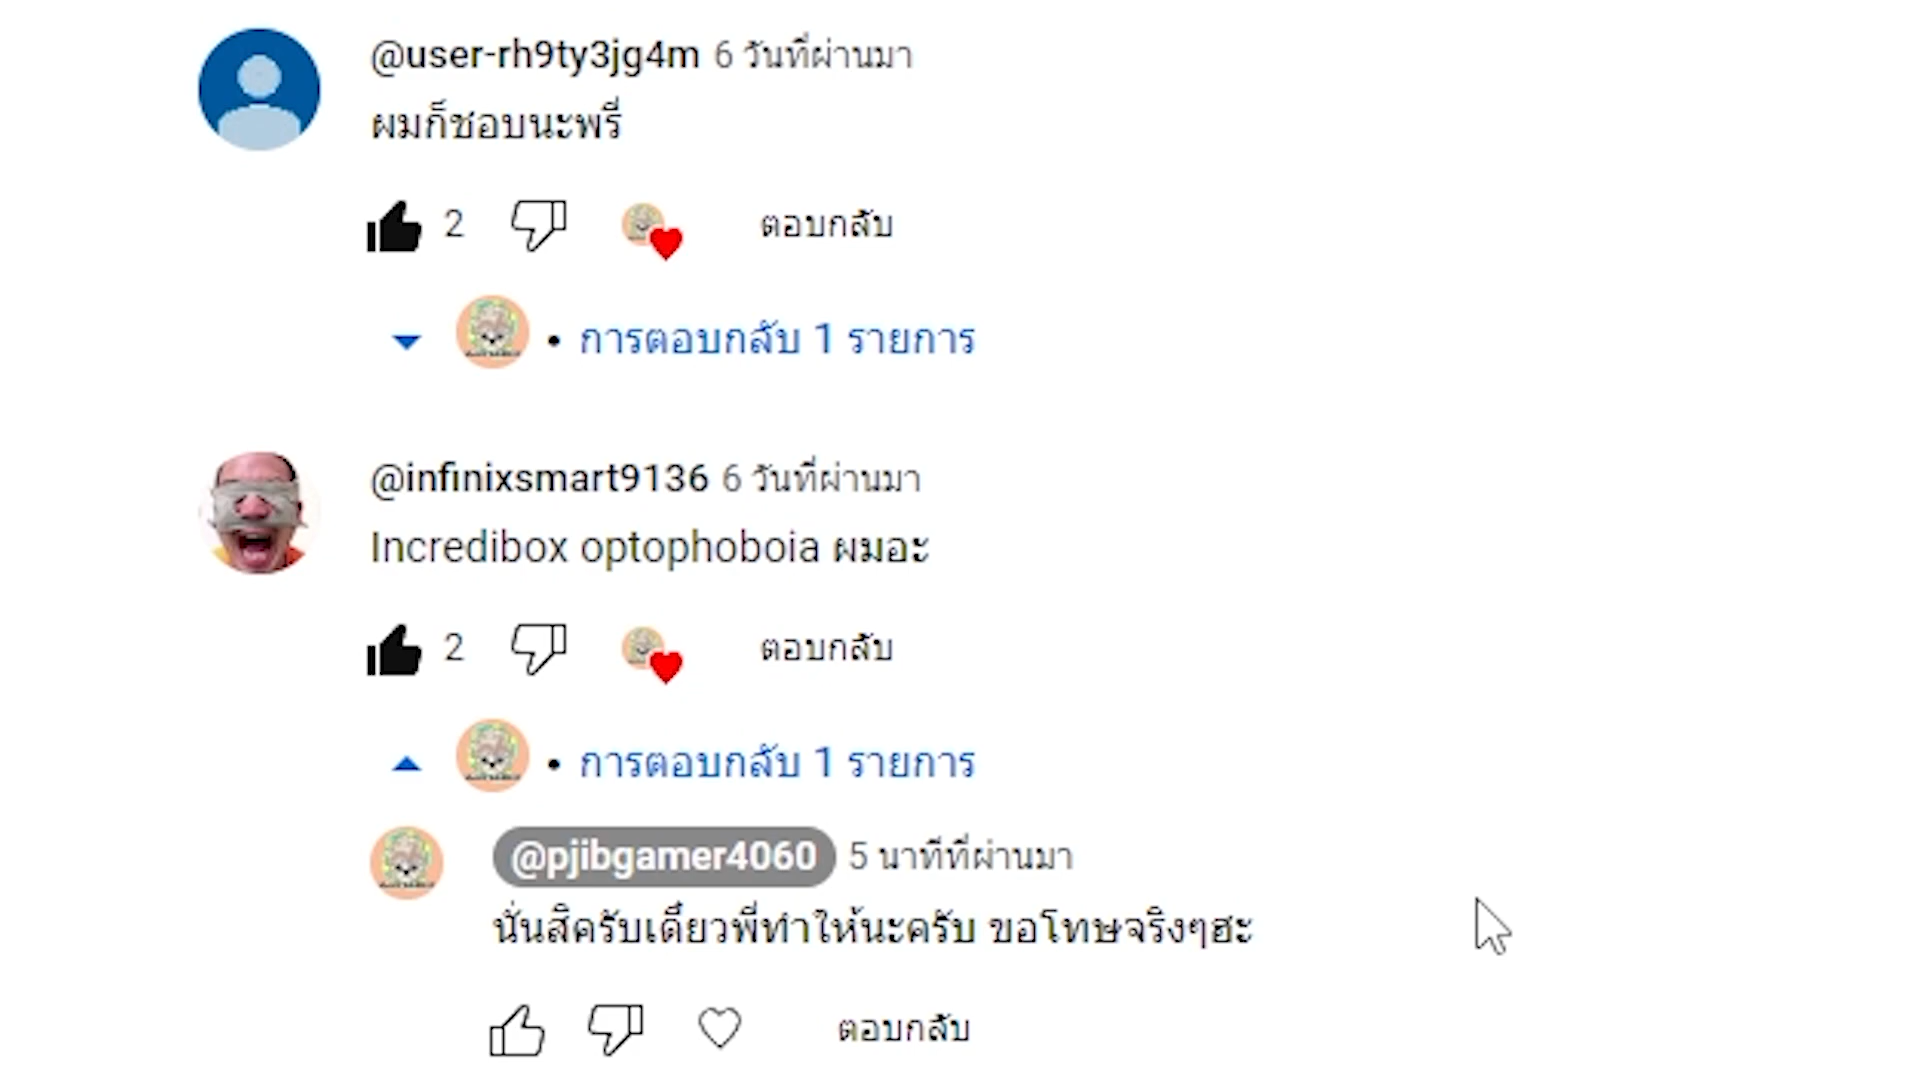 @user-rh9ty3jg4m 6 วันที่ผ่านมา
ผมก็ชอบนะพรี่
2 ตอบกลับ
• การตอบกลับ 1 รายการ
@infinixsmart9136 6 วันที่ผ่านมา
Incredibox optophoboia ผมอะ
2 ตอบกลับ
• การตอบกลับ 1 รายการ
@pjibgamer4060 5 นาทีที่ผ่านมา
นั่นสิครับเดี๋ยวพี่ทำให้นะครับ ขอโทษจริงๆฮะ
ตอบกลับ